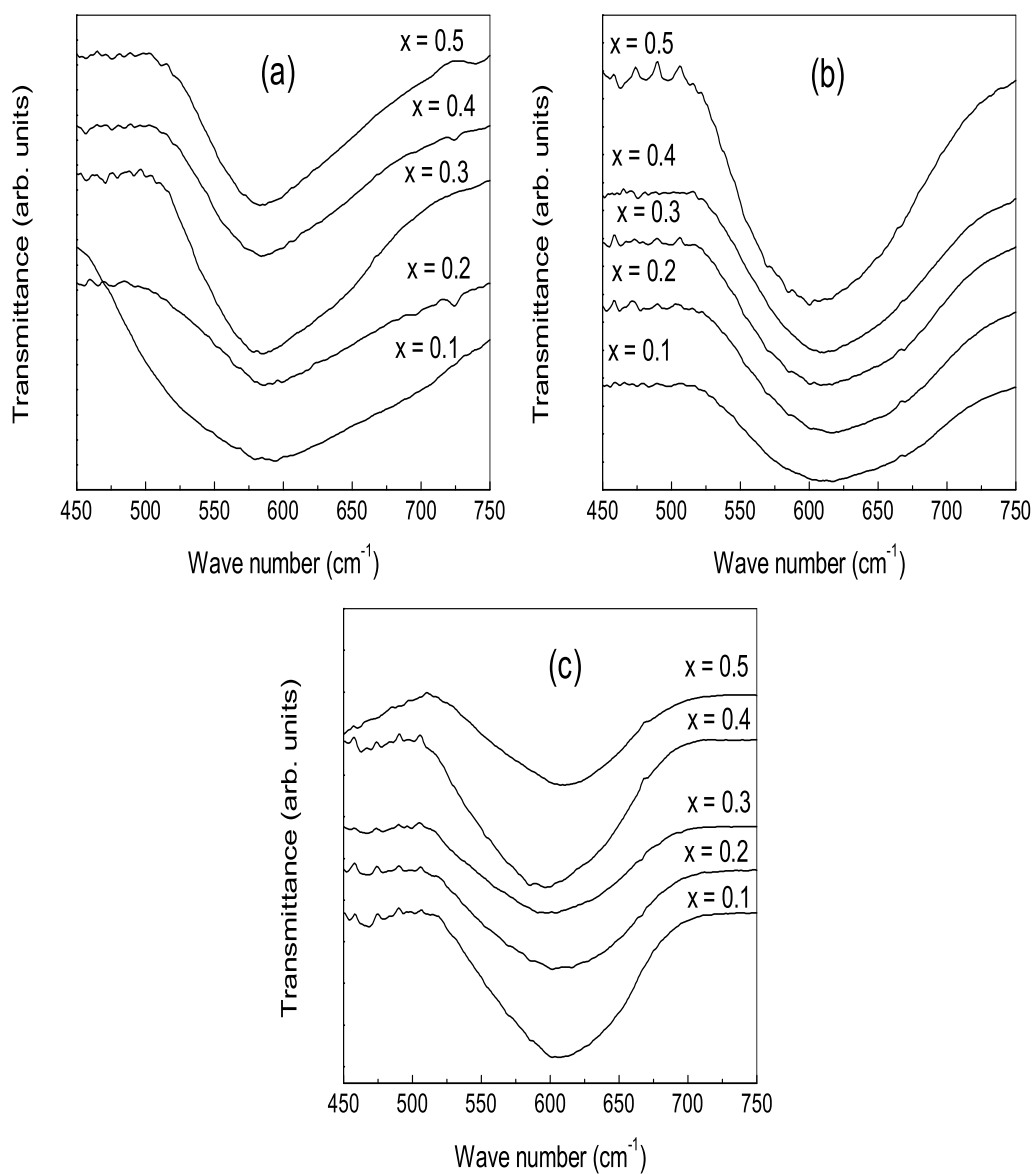 (a)
x = 0.5
x = 0.4
x = 0.3
x = 0.2
x = 0.1
Transmittance (arb. units)
450 500 550 600 650 700 750
Wave number (cm⁻¹)
(b)
x = 0.5
x = 0.4
x = 0.3
x = 0.2
x = 0.1
Transmittance (arb. units)
450 500 550 600 650 700 750
Wave number (cm⁻¹)
(c)
x = 0.5
x = 0.4
x = 0.3
x = 0.2
x = 0.1
Transmittance (arb. units)
450 500 550 600 650 700 750
Wave number (cm⁻¹)